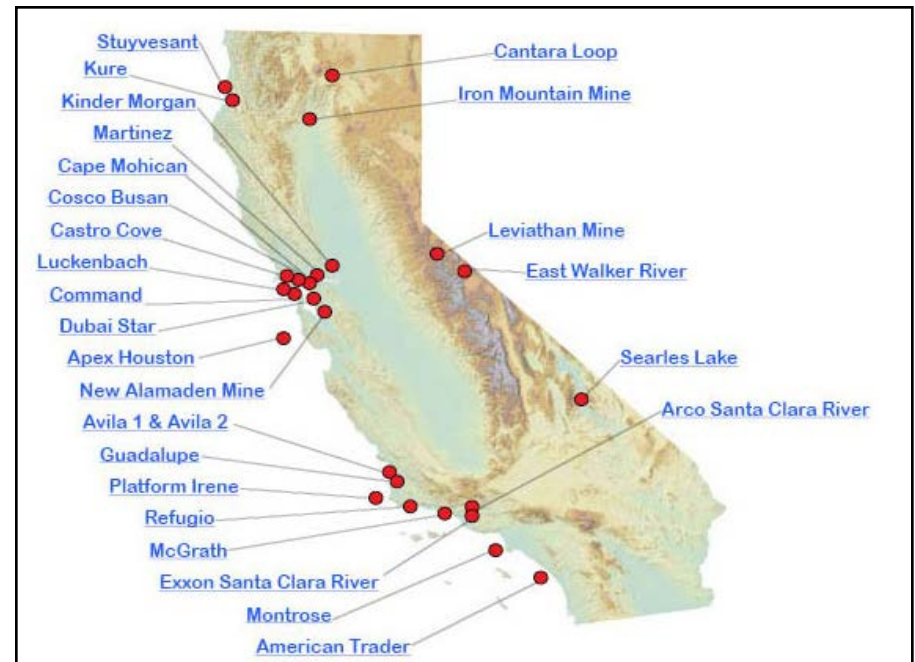 Stuyvesant
Kure
Kinder Morgan
Martinez
Cape Mohican
Cosco Busan
Castro Cove
Luckenbach
Command
Dubai Star
Apex Houston
New Alamaden Mine
Avila 1 & Avila 2
Guadalupe
Platform Irene
Refugio
McGrath
Exxon Santa Clara River
Montrose
American Trader
Cantara Loop
Iron Mountain Mine
Leviathan Mine
East Walker River
Searles Lake
Arco Santa Clara River